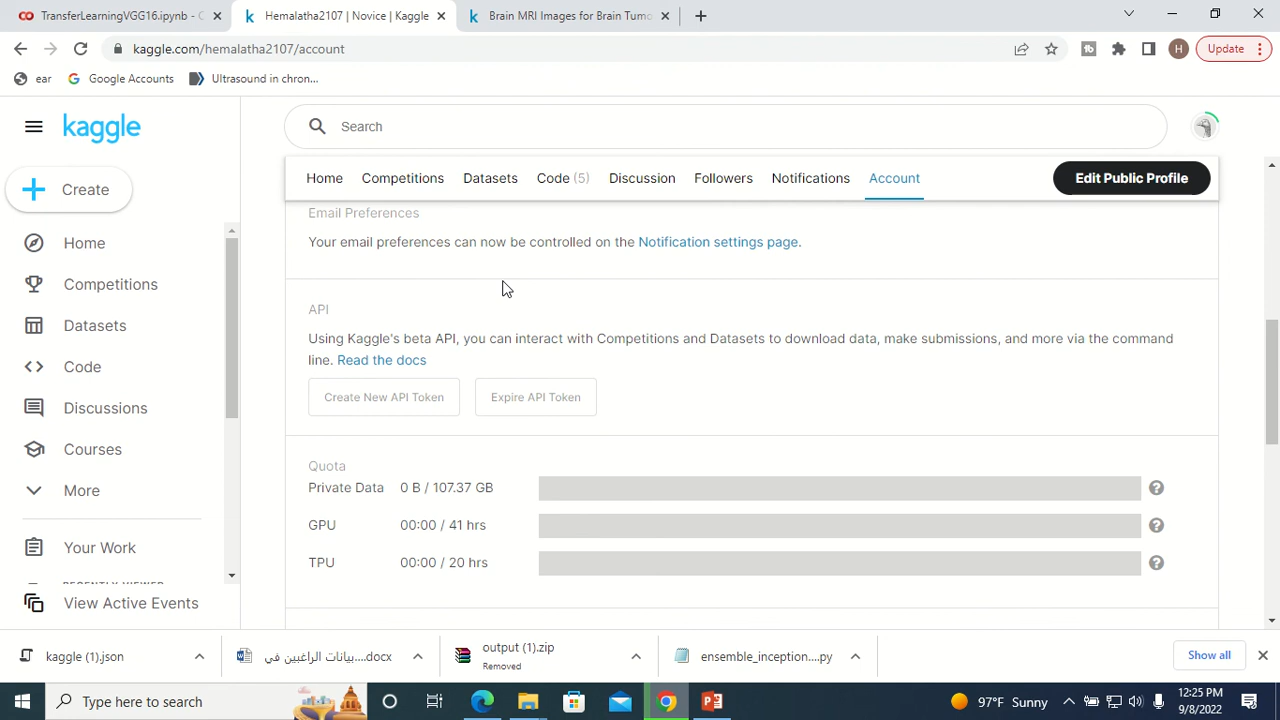 TransferLearningVGG16.ipynb - C
Hemalatha2107 | Novice | Kaggle
Brain MRI Images for Brain Tumo
kaggle.com/hemalatha2107/account
H
Update
ear
Google Accounts
Ultrasound in chron...
kaggle
Search
Create
Home
Competitions
Datasets
Code (5)
Discussion
Followers
Notifications
Account
Edit Public Profile
Home
Competitions
Datasets
Code
Discussions
Courses
More
Your Work
View Active Events
Email Preferences
Your email preferences can now be controlled on the Notification settings page.
API
Using Kaggle's beta API, you can interact with Competitions and Datasets to download data, make submissions, and more via the command
line. Read the docs
Create New API Token
Expire API Token
Quota
Private Data 0 B / 107.37 GB
GPU 00:00 / 41 hrs
TPU 00:00 / 20 hrs
kaggle (1).json
بيانات الراغبين في....docx
output (1).zip
Removed
ensemble_inception....py
Show all
Type here to search
97°F Sunny
12:25 PM
9/8/2022